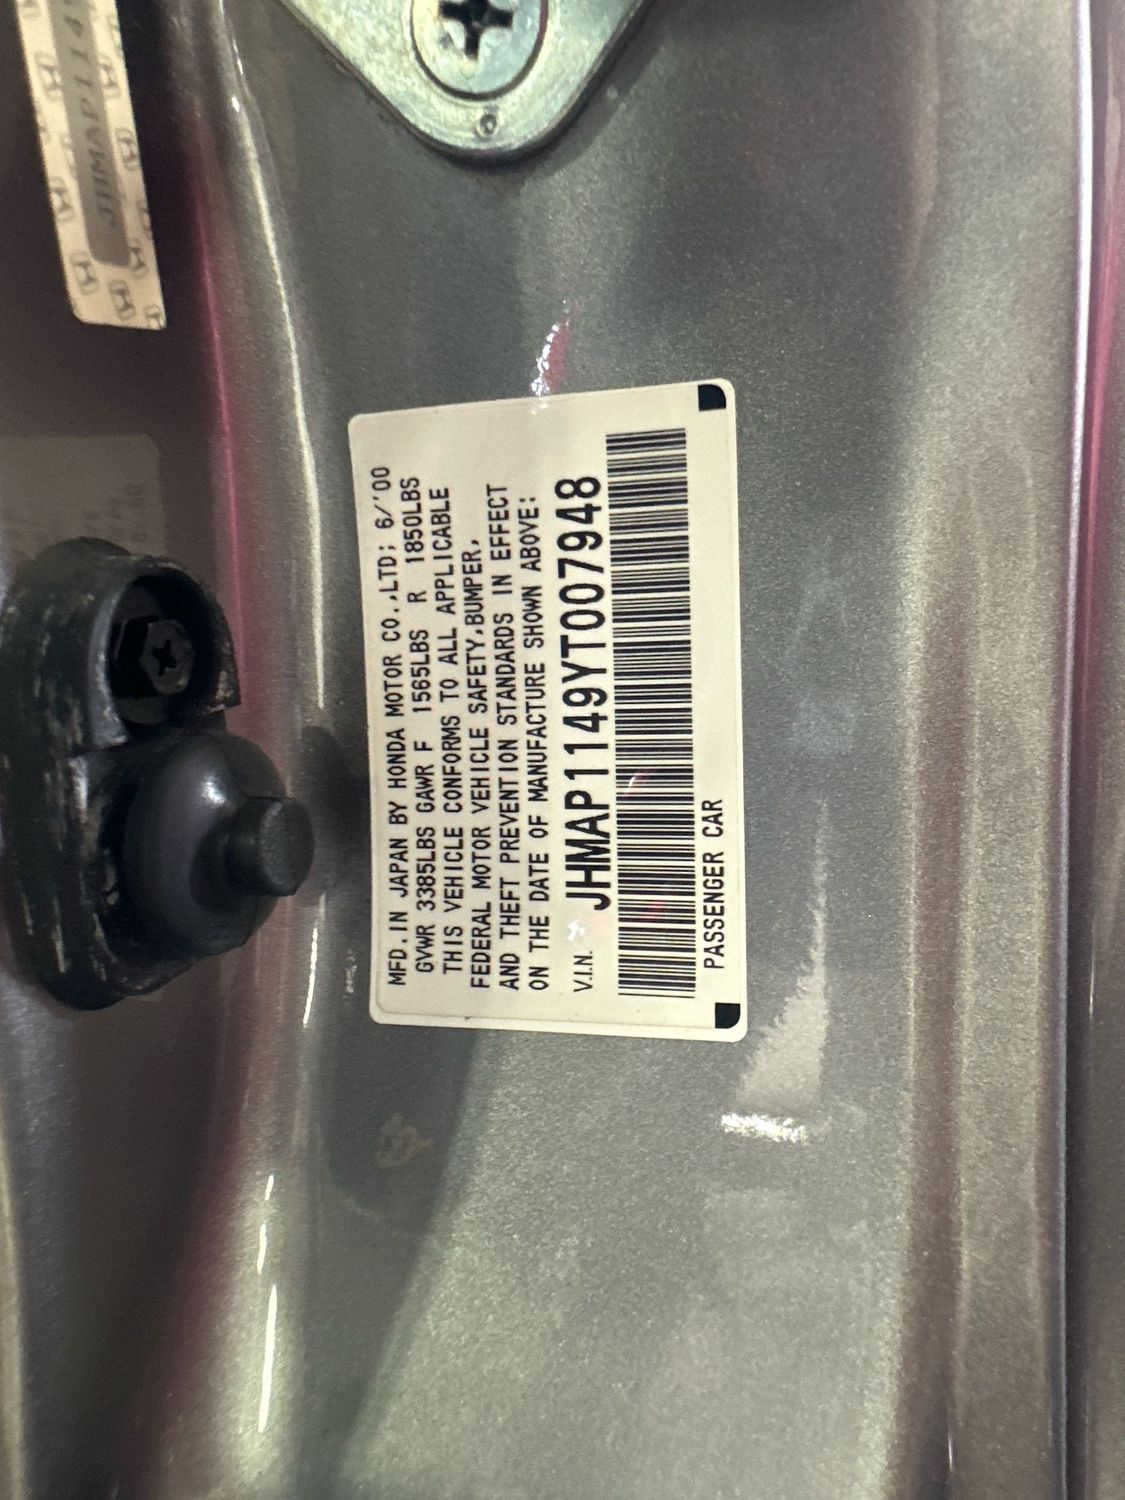 MFD. IN JAPAN BY HONDA MOTOR CO.,LTD; 6/'00
GVWR 3385LBS GAWR F 1565LBS R 1850LBS
THIS VEHICLE CONFORMS TO ALL APPLICABLE
FEDERAL MOTOR VEHICLE SAFETY,BUMPER,
AND THEFT PREVENTION STANDARDS IN EFFECT
ON THE DATE OF MANUFACTURE SHOWN ABOVE:
V.I.N. JHMAP1149YT007948
PASSENGER CAR
JHMAP114